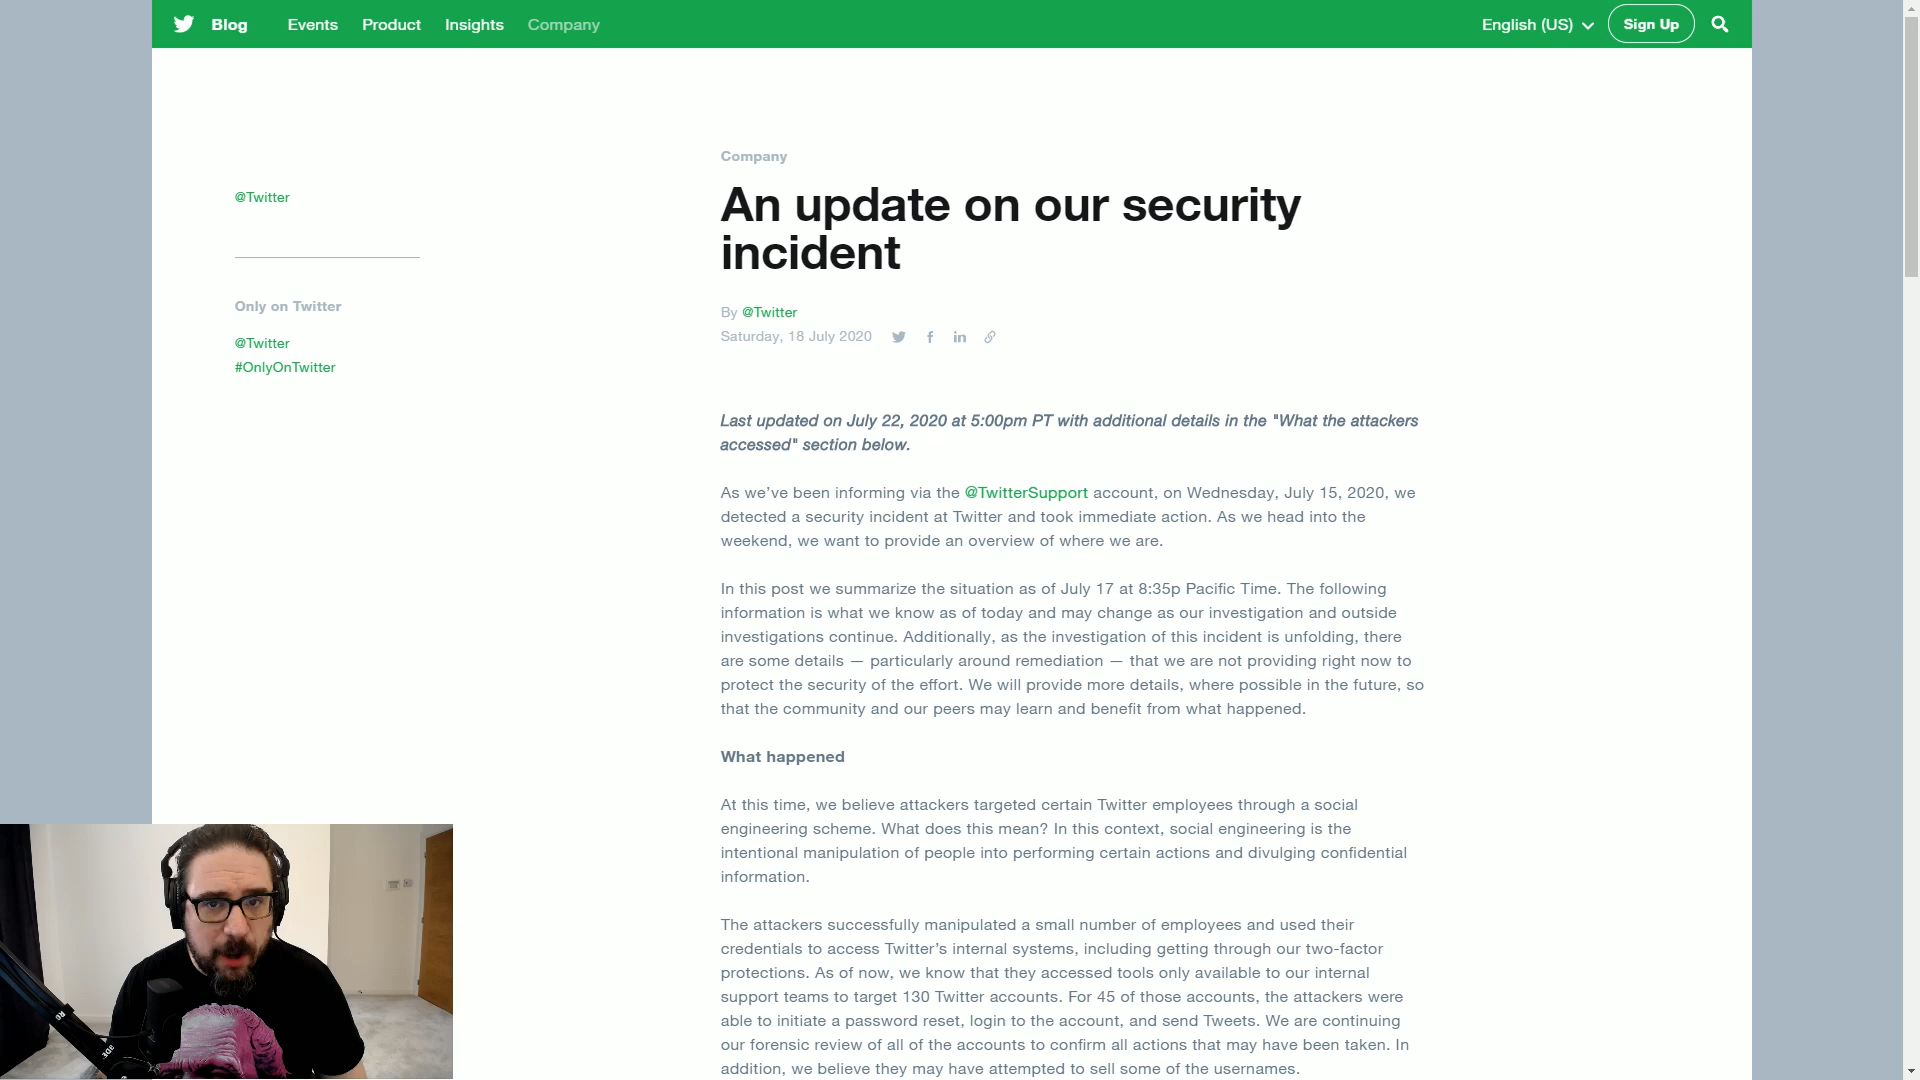 Blog Events Product Insights Company English (US) Sign Up
Company
An update on our security
incident
@Twitter
Only on Twitter
@Twitter
#OnlyOnTwitter
By @Twitter
Saturday, 18 July 2020
Last updated on July 22, 2020 at 5:00pm PT with additional details in the "What the attackers
accessed" section below.
As we’ve been informing via the @TwitterSupport account, on Wednesday, July 15, 2020, we
detected a security incident at Twitter and took immediate action. As we head into the
weekend, we want to provide an overview of where we are.
In this post we summarize the situation as of July 17 at 8:35p Pacific Time. The following
information is what we know as of today and may change as our investigation and outside
investigations continue. Additionally, as the investigation of this incident is unfolding, there
are some details — particularly around remediation — that we are not providing right now to
protect the security of the effort. We will provide more details, where possible in the future, so
that the community and our peers may learn and benefit from what happened.
What happened
At this time, we believe attackers targeted certain Twitter employees through a social
engineering scheme. What does this mean? In this context, social engineering is the
intentional manipulation of people into performing certain actions and divulging confidential
information.
The attackers successfully manipulated a small number of employees and used their
credentials to access Twitter’s internal systems, including getting through our two-factor
protections. As of now, we know that they accessed tools only available to our internal
support teams to target 130 Twitter accounts. For 45 of those accounts, the attackers were
able to initiate a password reset, login to the account, and send Tweets. We are continuing
our forensic review of all of the accounts to confirm all actions that may have been taken. In
addition, we believe they may have attempted to sell some of the usernames.